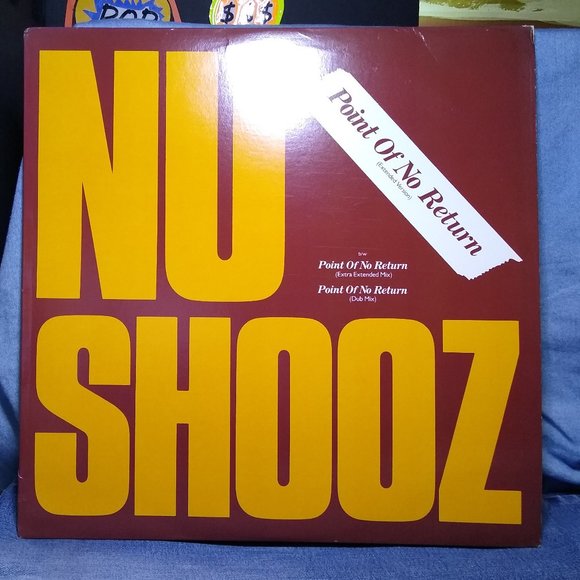 POP
$ $
NU
SHOOZ
Point Of No Return
(Extended Version)
b/w
Point Of No Return
(Extra Extended Mix)
Point Of No Return
(Dub Mix)